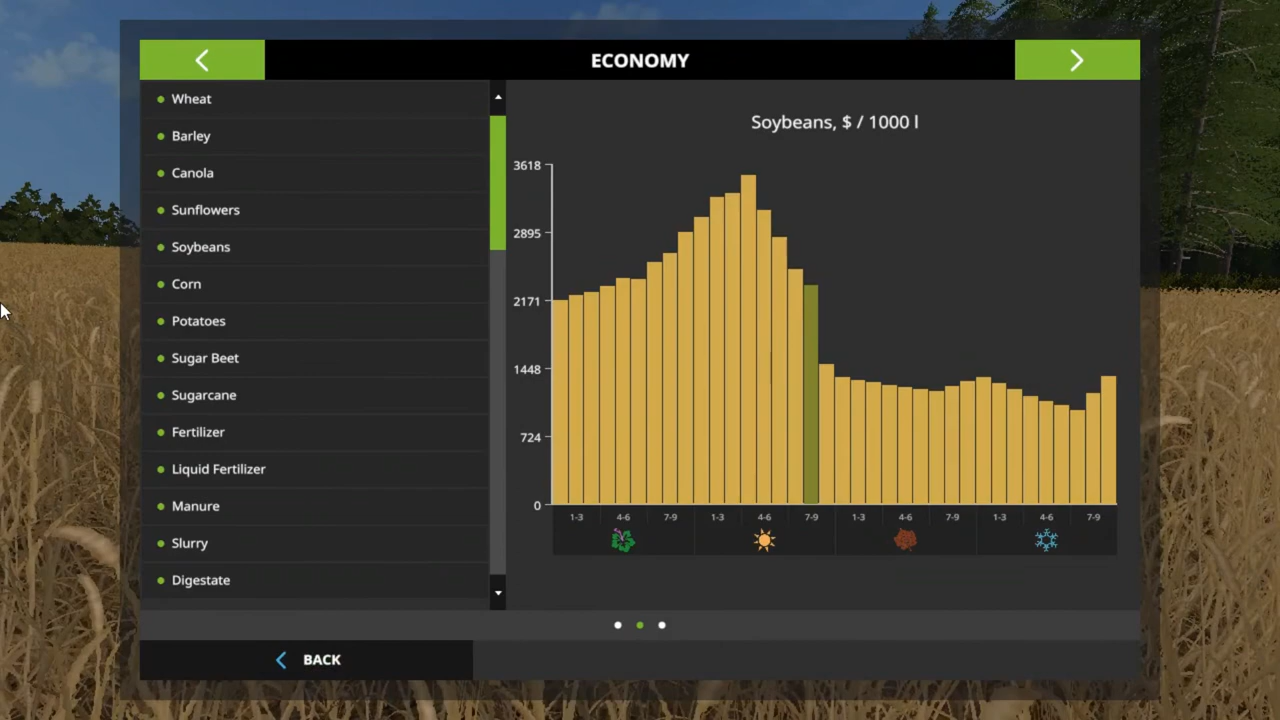 ECONOMY
Wheat
Barley
Canola
Sunflowers
Soybeans
Corn
Potatoes
Sugar Beet
Sugarcane
Fertilizer
Liquid Fertilizer
Manure
Slurry
Digestate
Soybeans, $ / 1000 l
3618
2895
2171
1448
724
0
1-3 4-6 7-9 1-3 4-6 7-9 1-3 4-6 7-9 1-3 4-6 7-9
BACK